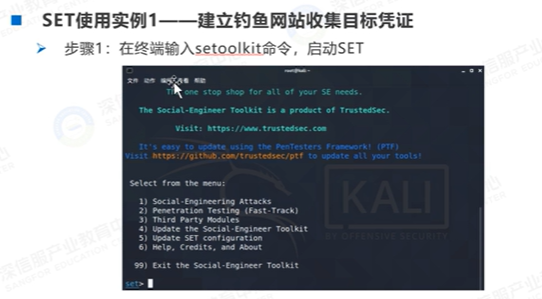 SET使用实例1——建立钓鱼网站收集目标凭证
步骤1：在终端输入setoolkit命令，启动SET
root@kali:~
文件 动作 编辑 查看 帮助
The one stop shop for all of your SE needs.
The Social-Engineer Toolkit is a product of TrustedSec.
Visit: https://www.trustedsec.com
It's easy to update using the PenTesters Framework! (PTF)
Visit https://github.com/trustedsec/ptf to update all your tools!
Select from the menu:
1) Social-Engineering Attacks
2) Penetration Testing (Fast-Track)
3) Third Party Modules
4) Update the Social-Engineer Toolkit
5) Update SET configuration
6) Help, Credits, and About
99) Exit the Social-Engineer Toolkit
set>
KALI
BY OFFENSIVE SECURITY